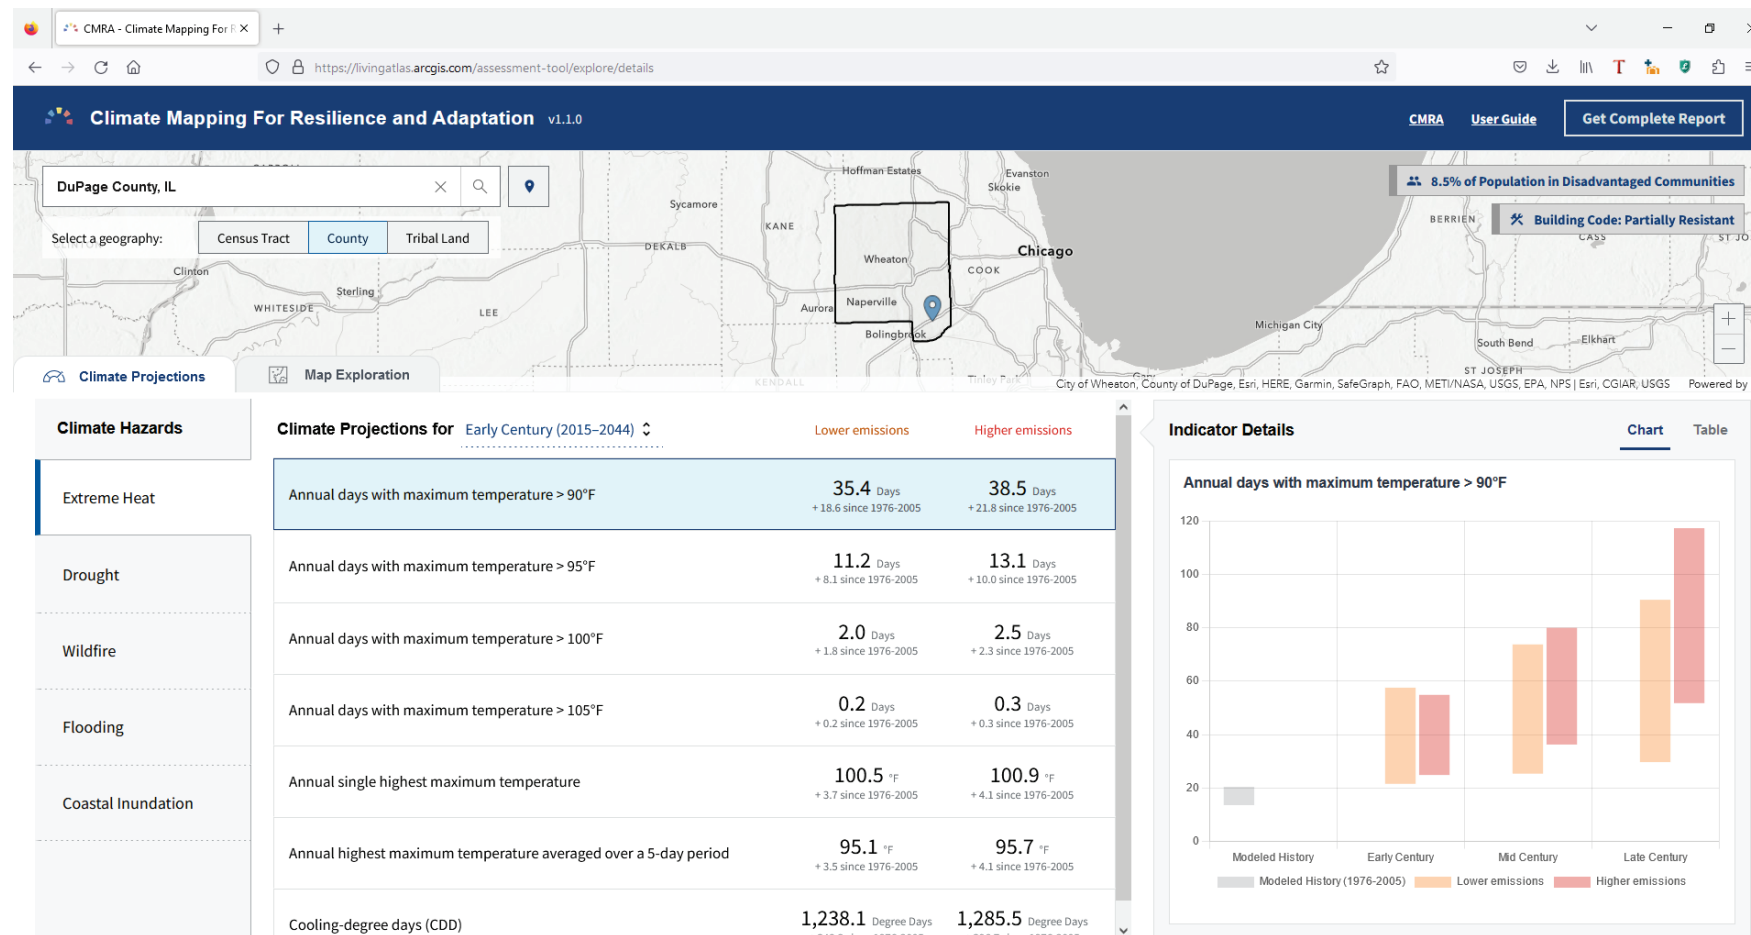 CMRA - Climate Mapping For R
https://livingatlas.arcgis.com/assessment-tool/explore/details
Climate Mapping For Resilience and Adaptation v1.1.0
CMRA User Guide Get Complete Report
DuPage County, IL
Select a geography: Census Tract County Tribal Land
8.5% of Population in Disadvantaged Communities
Building Code: Partially Resistant
Hoffman Estates
Evanston
Skokie
Sycamore
KANE
BERRIEN
CASS
ST JO
DEKALB
Chicago
Wheaton
COOK
Clinton
Sterling
WHITESIDE
LEE
Aurora
Naperville
Bolingbrook
Michigan City
South Bend
Elkhart
ST JOSEPH
KENDALL
Tinley Park
Gary
City of Wheaton, County of DuPage, Esri, HERE, Garmin, SafeGraph, FAO, METI/NASA, USGS, EPA, NPS | Esri, CGIAR, USGS Powered by
Climate Projections Map Exploration
Climate Hazards
Extreme Heat
Drought
Wildfire
Flooding
Coastal Inundation
Climate Projections for Early Century (2015–2044) Lower emissions Higher emissions
Annual days with maximum temperature > 90°F 35.4 Days 38.5 Days
+ 18.6 since 1976-2005 + 21.8 since 1976-2005
Annual days with maximum temperature > 95°F 11.2 Days 13.1 Days
+ 8.1 since 1976-2005 + 10.0 since 1976-2005
Annual days with maximum temperature > 100°F 2.0 Days 2.5 Days
+ 1.8 since 1976-2005 + 2.3 since 1976-2005
Annual days with maximum temperature > 105°F 0.2 Days 0.3 Days
+ 0.2 since 1976-2005 + 0.3 since 1976-2005
Annual single highest maximum temperature 100.5 °F 100.9 °F
+ 3.7 since 1976-2005 + 4.1 since 1976-2005
Annual highest maximum temperature averaged over a 5-day period 95.1 °F 95.7 °F
+ 3.5 since 1976-2005 + 4.1 since 1976-2005
Cooling-degree days (CDD) 1,238.1 Degree Days 1,285.5 Degree Days
Indicator Details Chart Table
Annual days with maximum temperature > 90°F
120
100
80
60
40
20
0
Modeled History Early Century Mid Century Late Century
Modeled History (1976-2005) Lower emissions Higher emissions